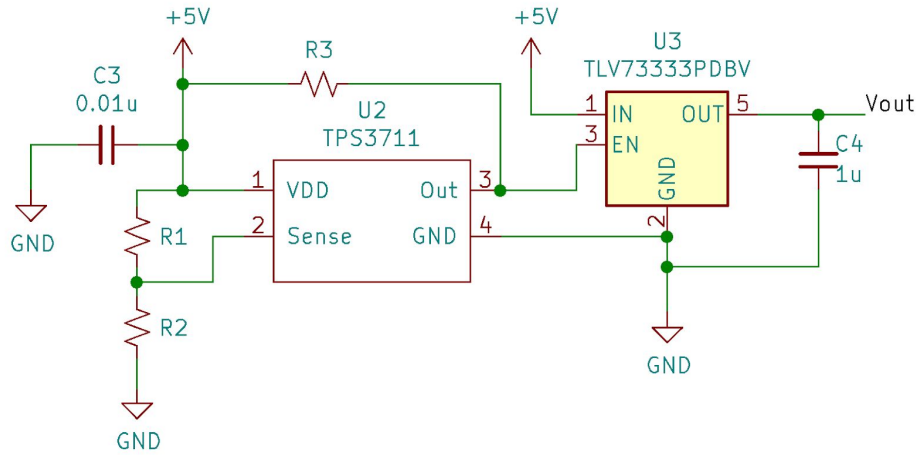 +5V
+5V
R3
U3
TLV73333PDBV
C3
0.01u
U2
TPS3711
1
IN
OUT
5
Vout
3
EN
C4
1u
GND
2
1
VDD
Out
3
2
Sense
GND
4
GND
R1
R2
GND
GND